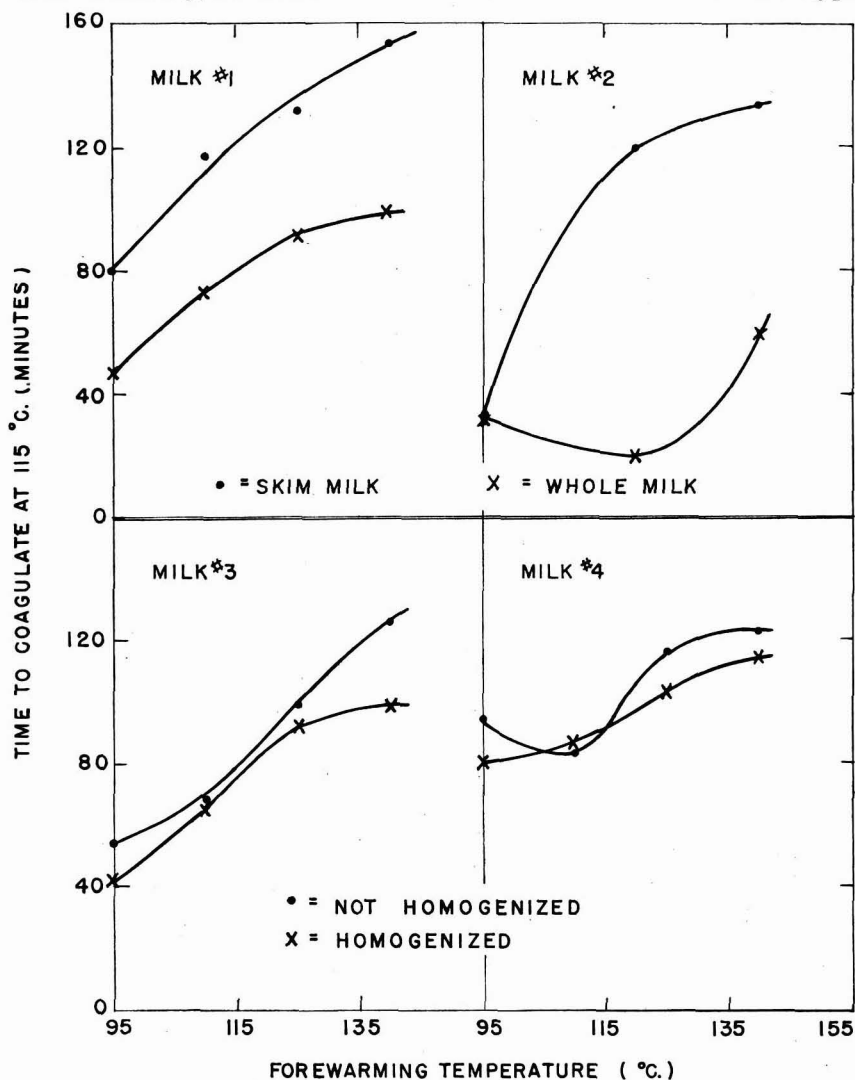 160
MILK #1
MILK #2
120
80
40
• = SKIM MILK
X = WHOLE MILK
0
MILK #3
MILK #4
120
80
40
• = NOT HOMOGENIZED
X = HOMOGENIZED
0
95 115 135 95 115 135 155
FOREWARMING TEMPERATURE (°C.)
TIME TO COAGULATE AT 115 °C. (MINUTES)